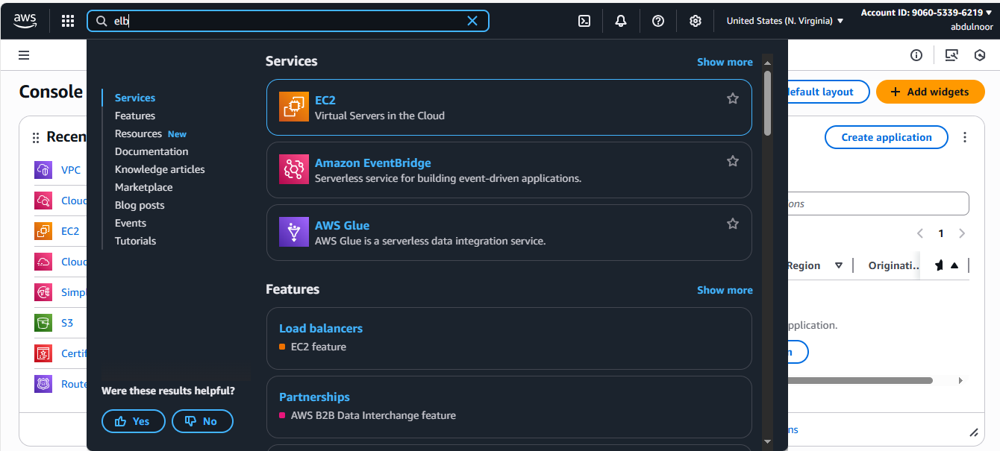 aws
elb
United States (N. Virginia) ▼
Account ID: 9060-5339-6219 ▼
abdulnoor
Console
efault layout
+ Add widgets
Recen
VPC
Cloud
EC2
Cloud
Simpl
S3
Certif
Route
Services
Features
Resources New
Documentation
Knowledge articles
Marketplace
Blog posts
Events
Tutorials
Were these results helpful?
Yes
No
Services
Show more
EC2
Virtual Servers in the Cloud
Amazon EventBridge
Serverless service for building event-driven applications.
AWS Glue
AWS Glue is a serverless data integration service.
Features
Show more
Load balancers
EC2 feature
Partnerships
AWS B2B Data Interchange feature
Create application
ons
1
Region
Originati..
pplication.
n
ns